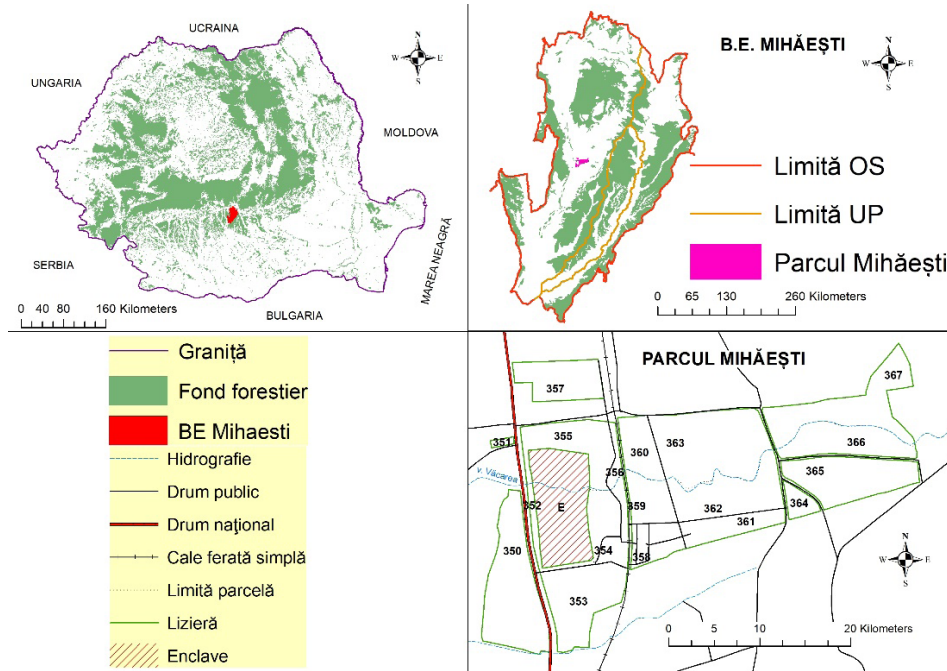 UCRAINA
UNGARIA
MOLDOVA
SERBIA
BULGARIA
MAREA NEAGRĂ
N
W E
S
0 40 80 160 Kilometers
B.E. MIHĂEȘTI
N
W E
S
Limită OS
Limită UP
Parcul Mihăești
0 65 130 260 Kilometers
Graniță
Fond forestier
BE Mihaesti
Hidrografie
Drum public
Drum național
Cale ferată simplă
Limită parcelă
Lizieră
Enclave
PARCUL MIHĂEȘTI
357
367
351
355
360
363
366
v. Văcarea
356
365
352
E
359
362
364
350
354
358
361
353
N
W E
S
0 5 10 20 Kilometers